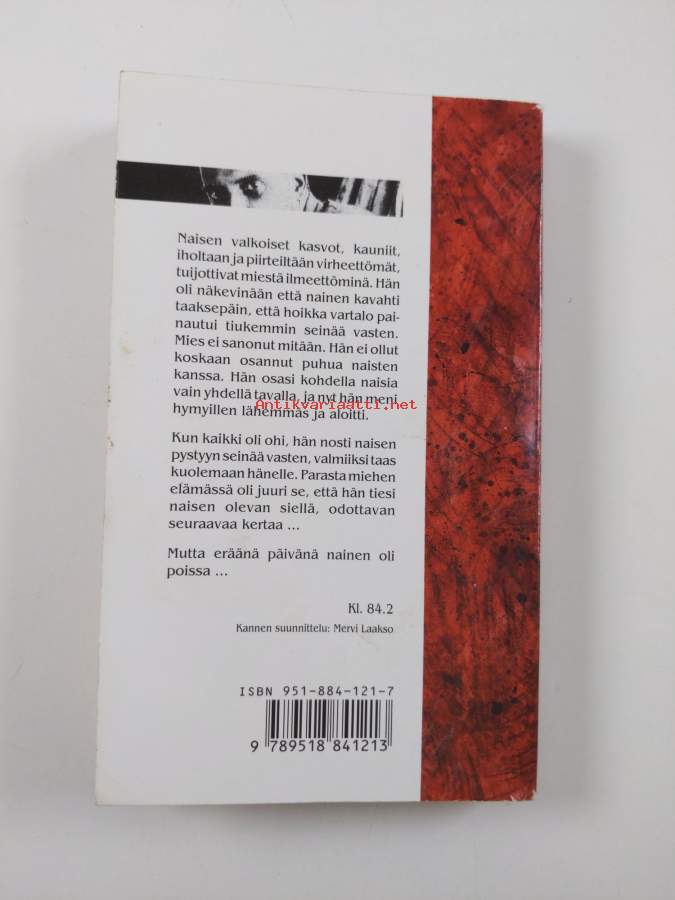 Naisen valkoiset kasvot, kauniit,
iholtaan ja piirteiltään virheettömät,
tuijottivat miestä ilmeettöminä. Hän
oli näkevinään että nainen kavahti
taaksepäin, että hoikka vartalo pai-
nautui tiukemmin seinää vasten.
Mies ei sanonut mitään. Hän ei ollut
koskaan osannut puhua naisten
kanssa. Hän osasi kohdella naisia
vain yhdellä tavalla, ja nyt hän meni
Antikvariaatti.net
hymyillen lähemmäs ja aloitti.
Kun kaikki oli ohi, hän nosti naisen
pystyyn seinää vasten, valmiiksi taas
kuolemaan hänelle. Parasta miehen
elämässä oli juuri se, että hän tiesi
naisen olevan siellä, odottavan
seuraavaa kertaa ...
Mutta eräänä päivänä nainen oli
poissa ...
Kl. 84.2
Kannen suunnittelu: Mervi Laakso
ISBN 951-884-121-7
9 789518 841213